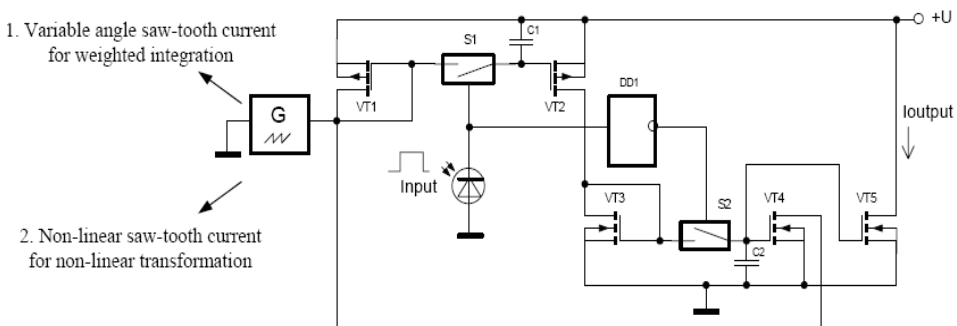 1. Variable angle saw-tooth current
for weighted integration
G
2. Non-linear saw-tooth current
for non-linear transformation
VT1
S1
C1
VT2
Input
DD1
+U
Ioutput
VT3
S2
C2
VT4
VT5